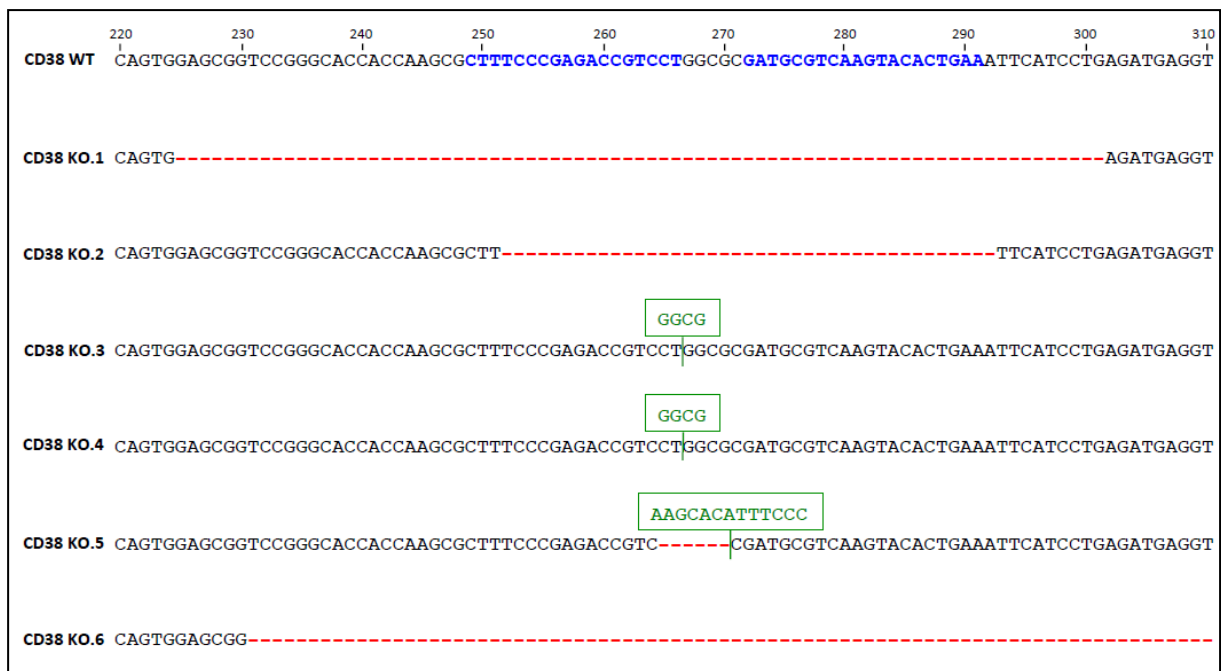 220 230 240 250 260 270 280 290 300 310
CD38 WT CAGTGGAGCGGTCCGGGCACCACCAAGCGCTTTCCCGAGACCGTCCTGGCGCGATGCGTCAAGTACACTGAAATTCATCCTGAGATGAGGT
CD38 KO.1 CAGTG-----------------------------------------------------------------------------AGATGAGGT
CD38 KO.2 CAGTGGAGCGGTCCGGGCACCACCAAGCGCTT-----------------------------------------TTCATCCTGAGATGAGGT
GGCG
CD38 KO.3 CAGTGGAGCGGTCCGGGCACCACCAAGCGCTTTCCCGAGACCGTCCTGGCGCGATGCGTCAAGTACACTGAAATTCATCCTGAGATGAGGT
GGCG
CD38 KO.4 CAGTGGAGCGGTCCGGGCACCACCAAGCGCTTTCCCGAGACCGTCCTGGCGCGATGCGTCAAGTACACTGAAATTCATCCTGAGATGAGGT
AAGCACATTTCCC
CD38 KO.5 CAGTGGAGCGGTCCGGGCACCACCAAGCGCTTTCCCGAGACCGTC------CGATGCGTCAAGTACACTGAAATTCATCCTGAGATGAGGT
CD38 KO.6 CAGTGGAGCGG--------------------------------------------------------------------------------